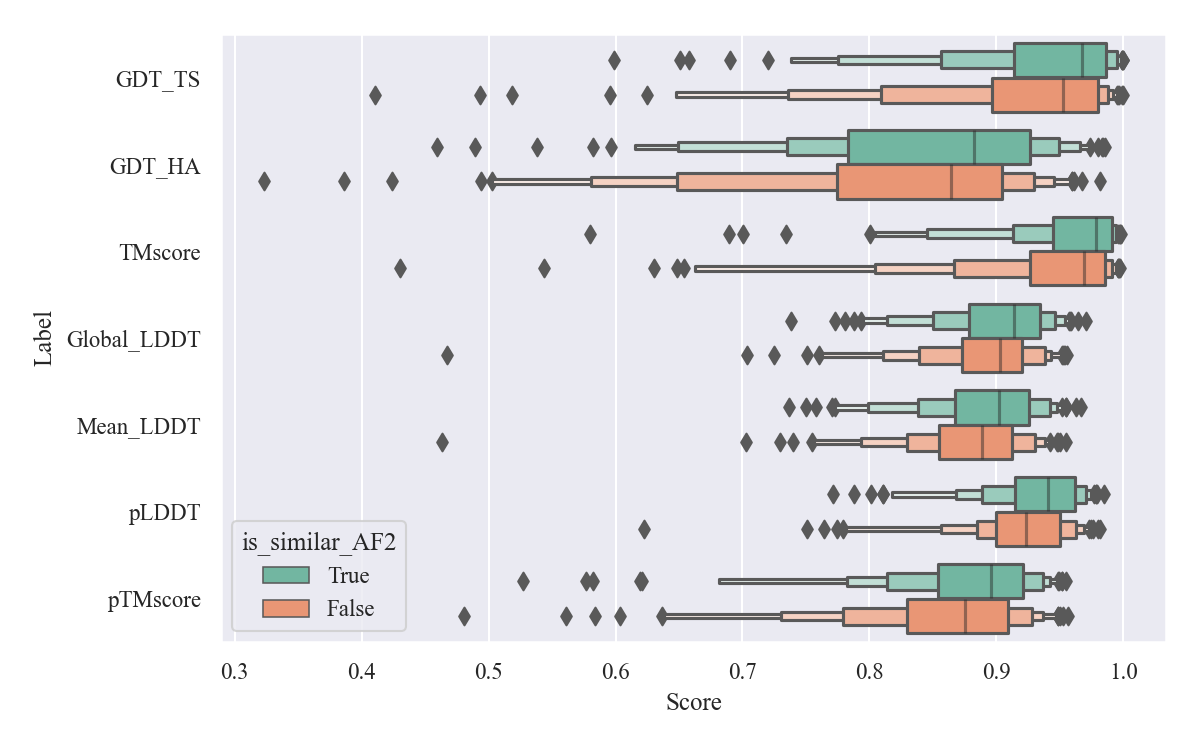 GDT_TS
GDT_HA
TMscore
Global_LDDT
Mean_LDDT
pLDDT
pTMscore
Label
is_similar_AF2
True
False
0.3 0.4 0.5 0.6 0.7 0.8 0.9 1.0
Score